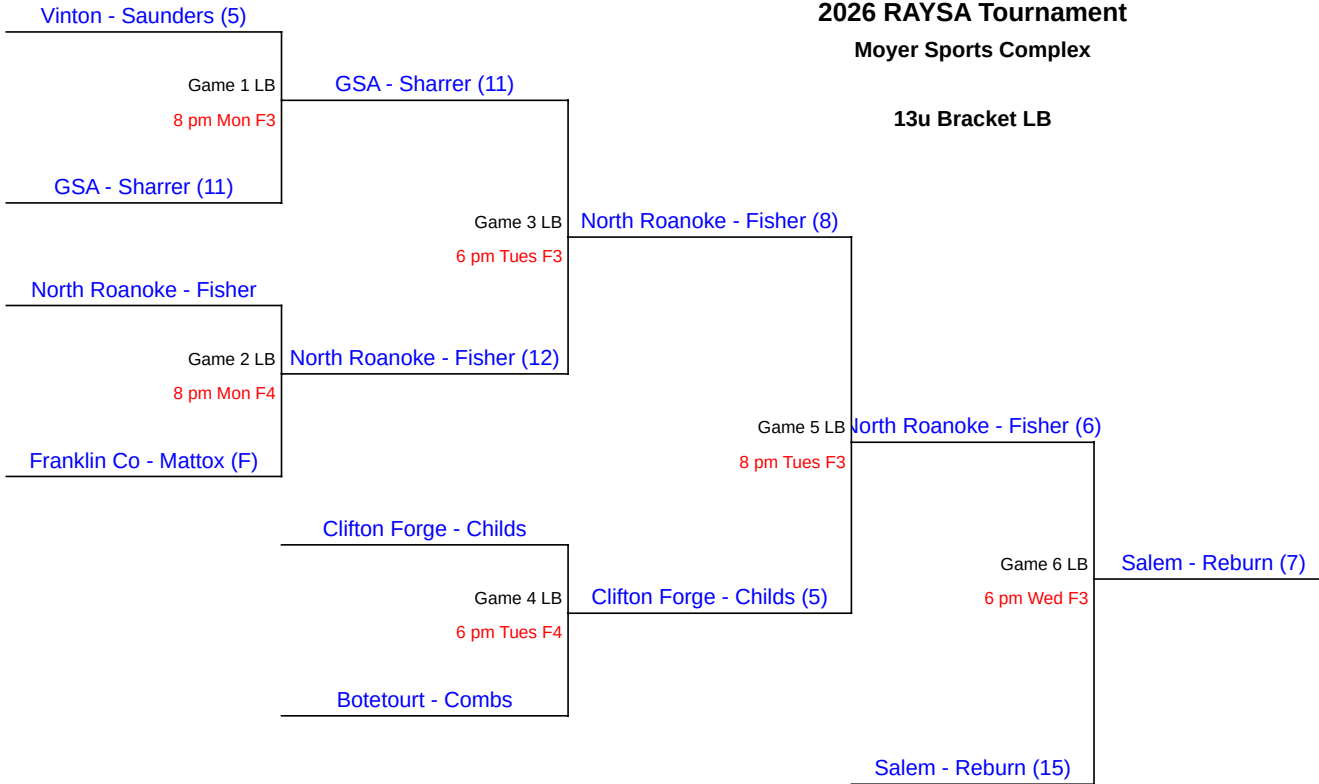 Vinton - Saunders (5)
2026 RAYSA Tournament
Moyer Sports Complex
Game 1 LB
GSA - Sharrer (11)
8 pm Mon F3
13u Bracket LB
GSA - Sharrer (11)
Game 3 LB
North Roanoke - Fisher (8)
6 pm Tues F3
North Roanoke - Fisher
Game 2 LB
North Roanoke - Fisher (12)
8 pm Mon F4
Game 5 LB
North Roanoke - Fisher (6)
Franklin Co - Mattox (F)
8 pm Tues F3
Clifton Forge - Childs
Game 6 LB
Salem - Reburn (7)
Game 4 LB
Clifton Forge - Childs (5)
6 pm Wed F3
6 pm Tues F4
Botetourt - Combs
Salem - Reburn (15)